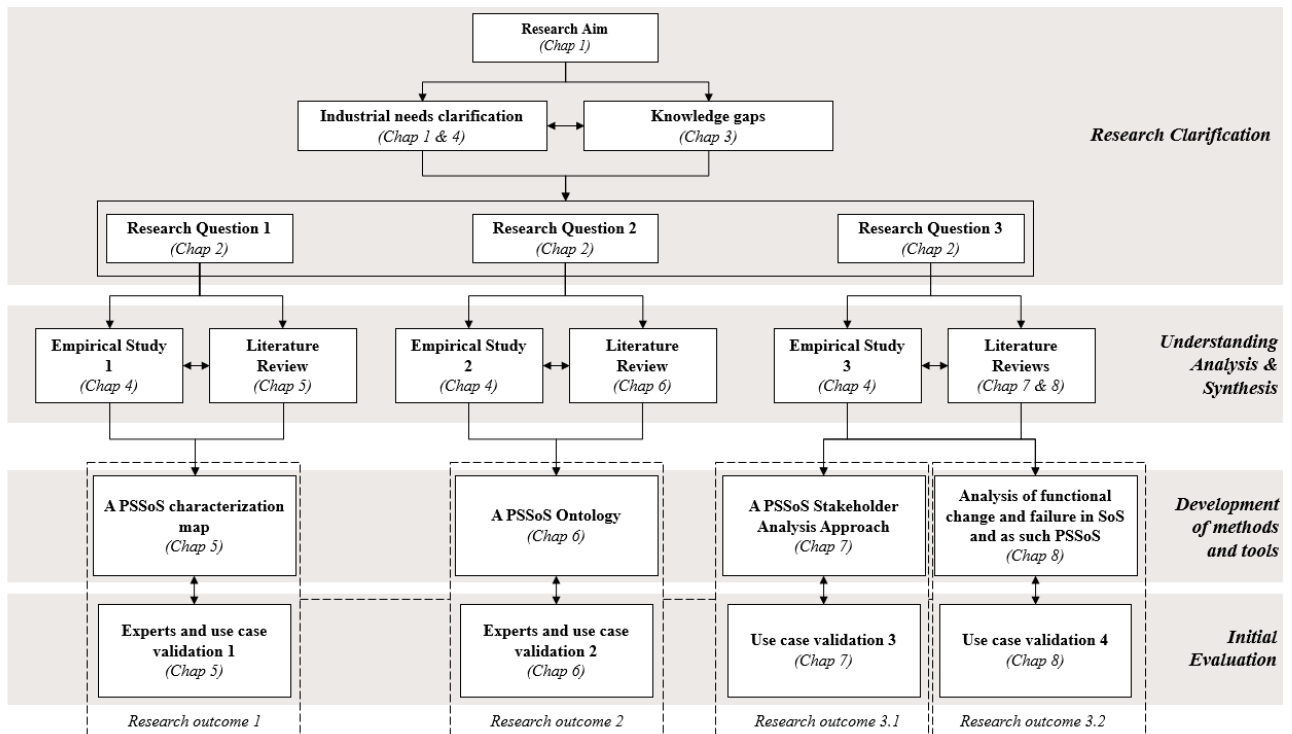 Research Aim
(Chap 1)
Industrial needs clarification
(Chap 1 & 4)
Knowledge gaps
(Chap 3)
Research Clarification
Research Question 1
(Chap 2)
Research Question 2
(Chap 2)
Research Question 3
(Chap 2)
Empirical Study
1
(Chap 4)
Literature
Review
(Chap 5)
Empirical Study
2
(Chap 4)
Literature
Review
(Chap 6)
Empirical Study
3
(Chap 4)
Literature
Reviews
(Chap 7 & 8)
Understanding
Analysis &
Synthesis
A PSSoS characterization
map
(Chap 5)
A PSSoS Ontology
(Chap 6)
A PSSoS Stakeholder
Analysis Approach
(Chap 7)
Analysis of functional
change and failure in SoS
and as such PSSoS
(Chap 8)
Development
of methods
and tools
Experts and use case
validation 1
(Chap 5)
Experts and use case
validation 2
(Chap 6)
Use case validation 3
(Chap 7)
Use case validation 4
(Chap 8)
Initial
Evaluation
Research outcome 1
Research outcome 2
Research outcome 3.1
Research outcome 3.2